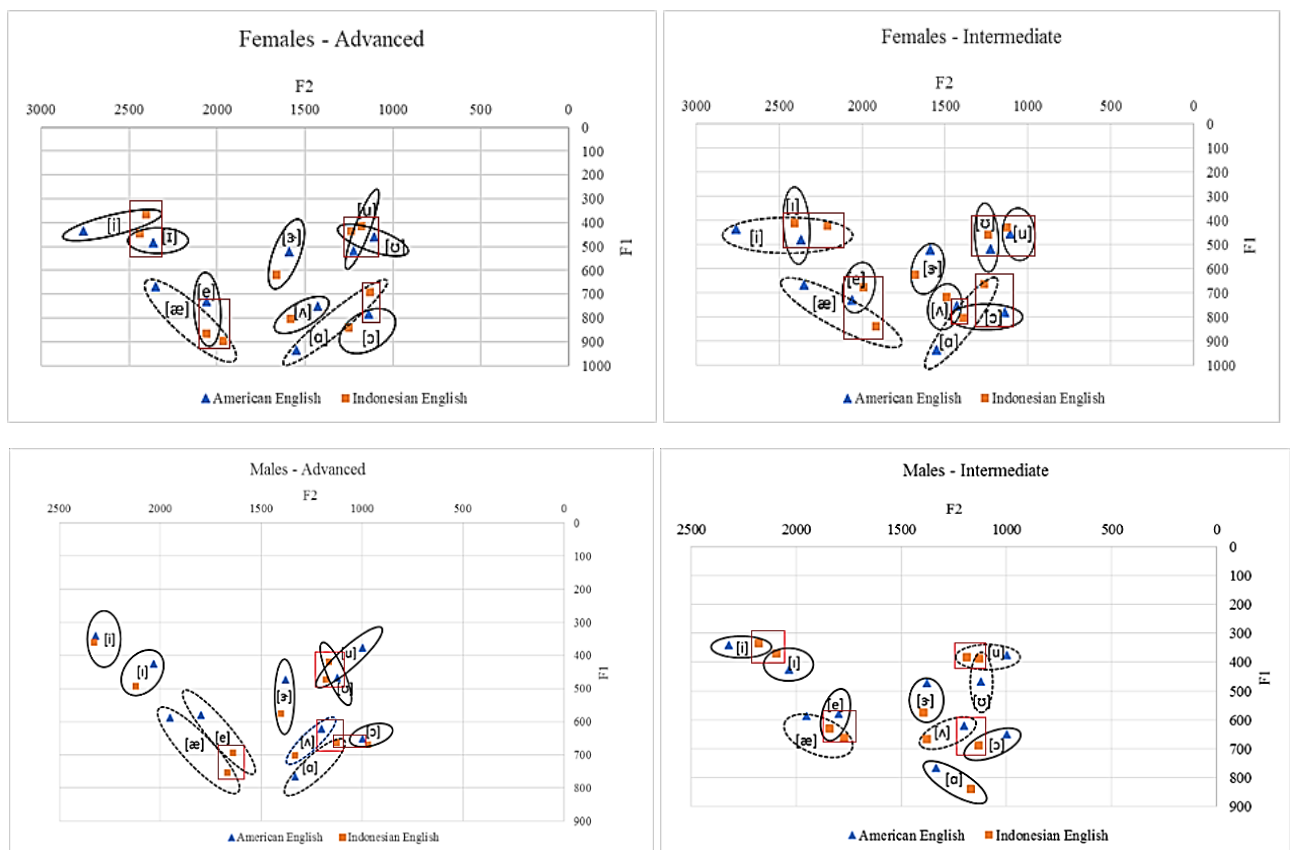 Females - Advanced
F2
3000 2500 2000 1500 1000 500 0
0
100
200
300
400
500
600
700
800
900
1000
F1
[i]
[ɪ]
[ɝ]
[u]
[ʊ]
[æ]
[e]
[ʌ]
[ɑ]
[ɔ]
American English Indonesian English
Females - Intermediate
F2
3000 2500 2000 1500 1000 500 0
0
100
200
300
400
500
600
700
800
900
1000
F1
[ɪ]
[i]
[ʊ]
[u]
[ɝ]
[e]
[æ]
[ʌ]
[ɔ]
[ɑ]
American English Indonesian English
Males - Advanced
F2
2500 2000 1500 1000 500 0
0
100
200
300
400
500
600
700
800
900
F1
[i]
[ɪ]
[ɝ]
[u]
[ʊ]
[æ]
[e]
[ʌ]
[ɔ]
[ɑ]
American English Indonesian English
Males - Intermediate
F2
2500 2000 1500 1000 500 0
0
100
200
300
400
500
600
700
800
900
F1
[i]
[ɪ]
[u]
[ʊ]
[e]
[ɝ]
[æ]
[ʌ]
[ɔ]
[ɑ]
American English Indonesian English